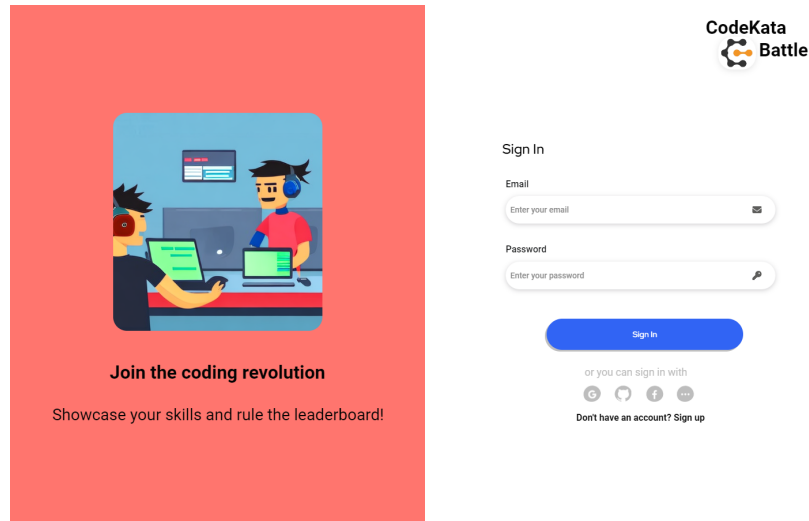 Join the coding revolution
Showcase your skills and rule the leaderboard!
CodeKata
Battle
Sign In
Email
Enter your email
Password
Enter your password
Sign In
or you can sign in with
Don't have an account? Sign up